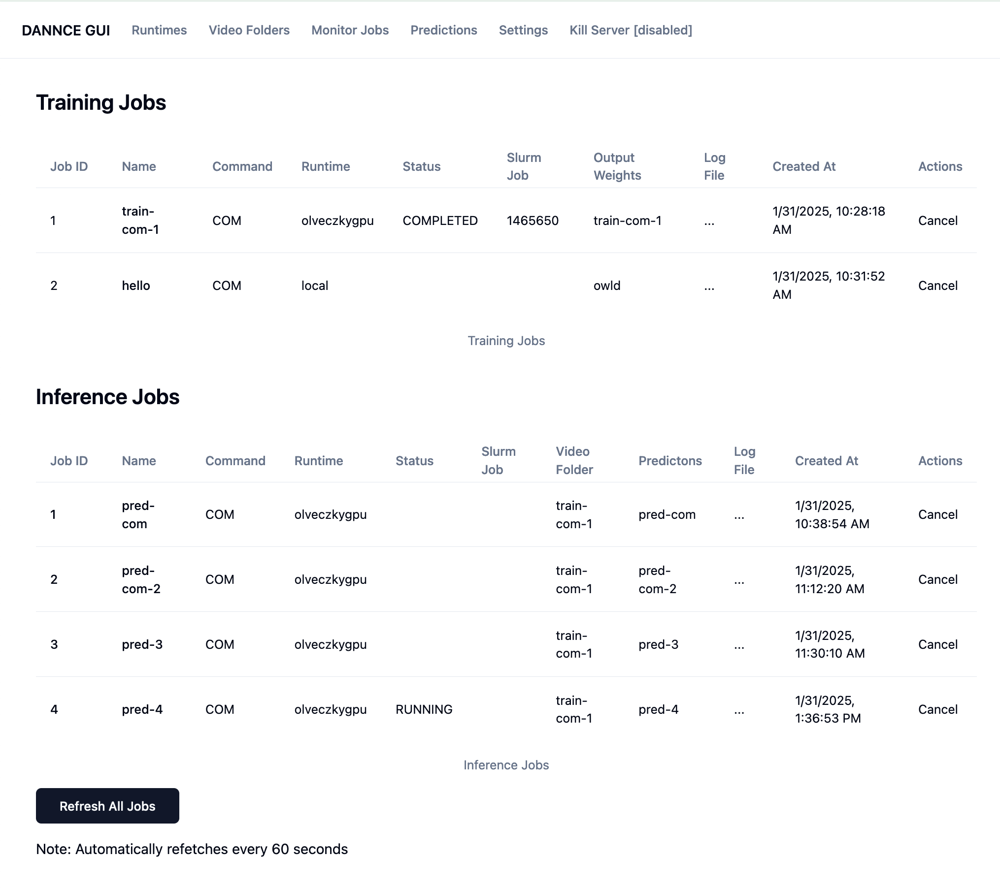 DANNCE GUI Runtimes Video Folders Monitor Jobs Predictions Settings Kill Server [disabled]
Training Jobs
Job ID Name Command Runtime Status Slurm Job Output Weights Log File Created At Actions
1 train-com-1 COM olveczkygpu COMPLETED 1465650 train-com-1 ... 1/31/2025, 10:28:18 AM Cancel
2 hello COM local owld ... 1/31/2025, 10:31:52 AM Cancel
Training Jobs
Inference Jobs
Job ID Name Command Runtime Status Slurm Job Video Folder Predictons Log File Created At Actions
1 pred-com COM olveczkygpu train-com-1 pred-com ... 1/31/2025, 10:38:54 AM Cancel
2 pred-com-2 COM olveczkygpu train-com-1 pred-com-2 ... 1/31/2025, 11:12:20 AM Cancel
3 pred-3 COM olveczkygpu train-com-1 pred-3 ... 1/31/2025, 11:30:10 AM Cancel
4 pred-4 COM olveczkygpu RUNNING train-com-1 pred-4 ... 1/31/2025, 1:36:53 PM Cancel
Inference Jobs
Refresh All Jobs
Note: Automatically refetches every 60 seconds